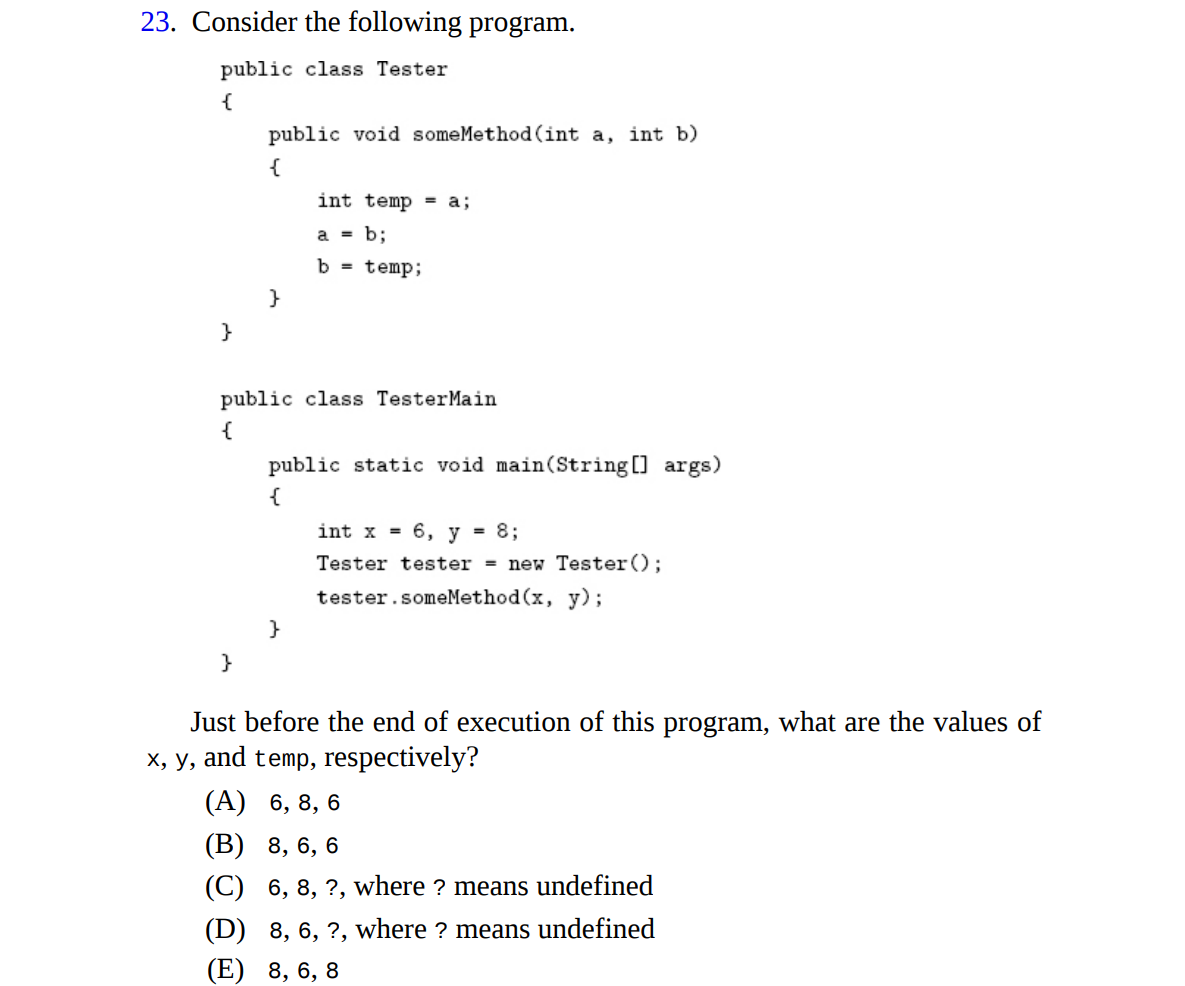 23. Consider the following program.
public class Tester
{
public void someMethod(int a, int b)
{
int temp = a;
a = b;
b = temp;
}
}
public class TesterMain
{
public static void main(String[] args)
{
int x = 6, y = 8;
Tester tester = new Tester();
tester.someMethod(x, y);
}
}
Just before the end of execution of this program, what are the values of
x, y, and temp, respectively?
(A) 6, 8, 6
(B) 8, 6, 6
(C) 6, 8, ?, where ? means undefined
(D) 8, 6, ?, where ? means undefined
(E) 8, 6, 8